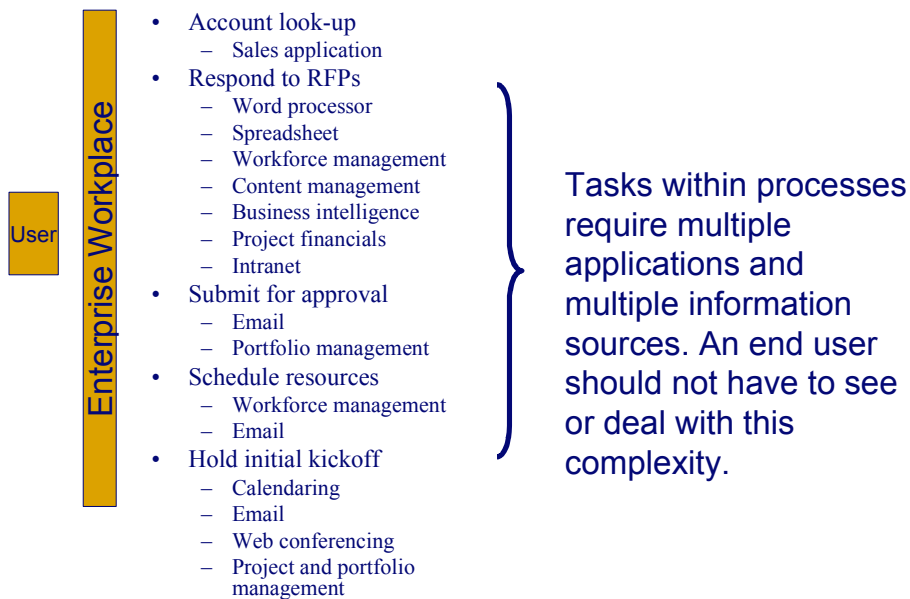 User
Enterprise Workplace
• Account look-up
– Sales application
• Respond to RFPs
– Word processor
– Spreadsheet
– Workforce management
– Content management
– Business intelligence
– Project financials
– Intranet
• Submit for approval
– Email
– Portfolio management
• Schedule resources
– Workforce management
– Email
• Hold initial kickoff
– Calendaring
– Email
– Web conferencing
– Project and portfolio
management
Tasks within processes
require multiple
applications and
multiple information
sources. An end user
should not have to see
or deal with this
complexity.